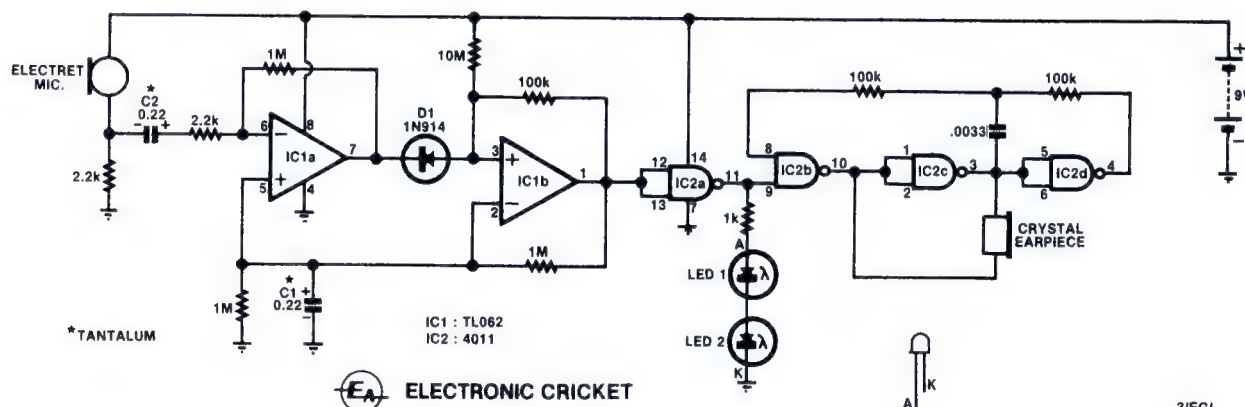 1M
10M
100k
100k
100k
ELECTRET
MIC.
*
C2
0.22
- +
2.2k
6 -
8
7
IC1a
5 +
4
D1
1N914
3 +
IC1b
1
2 -
12
13
14
IC2a
11
7
8
9
IC2b
10
.0033
1
2
IC2c
3
5
6
IC2d
4
+
9V
-
2.2k
1k
A
LED 1
λ
LED 2
λ
K
CRYSTAL
EARPIECE
1M
1M
*
C1 +
0.22 -
*TANTALUM
IC1 : TL062
IC2 : 4011
EA ELECTRONIC CRICKET
K
A